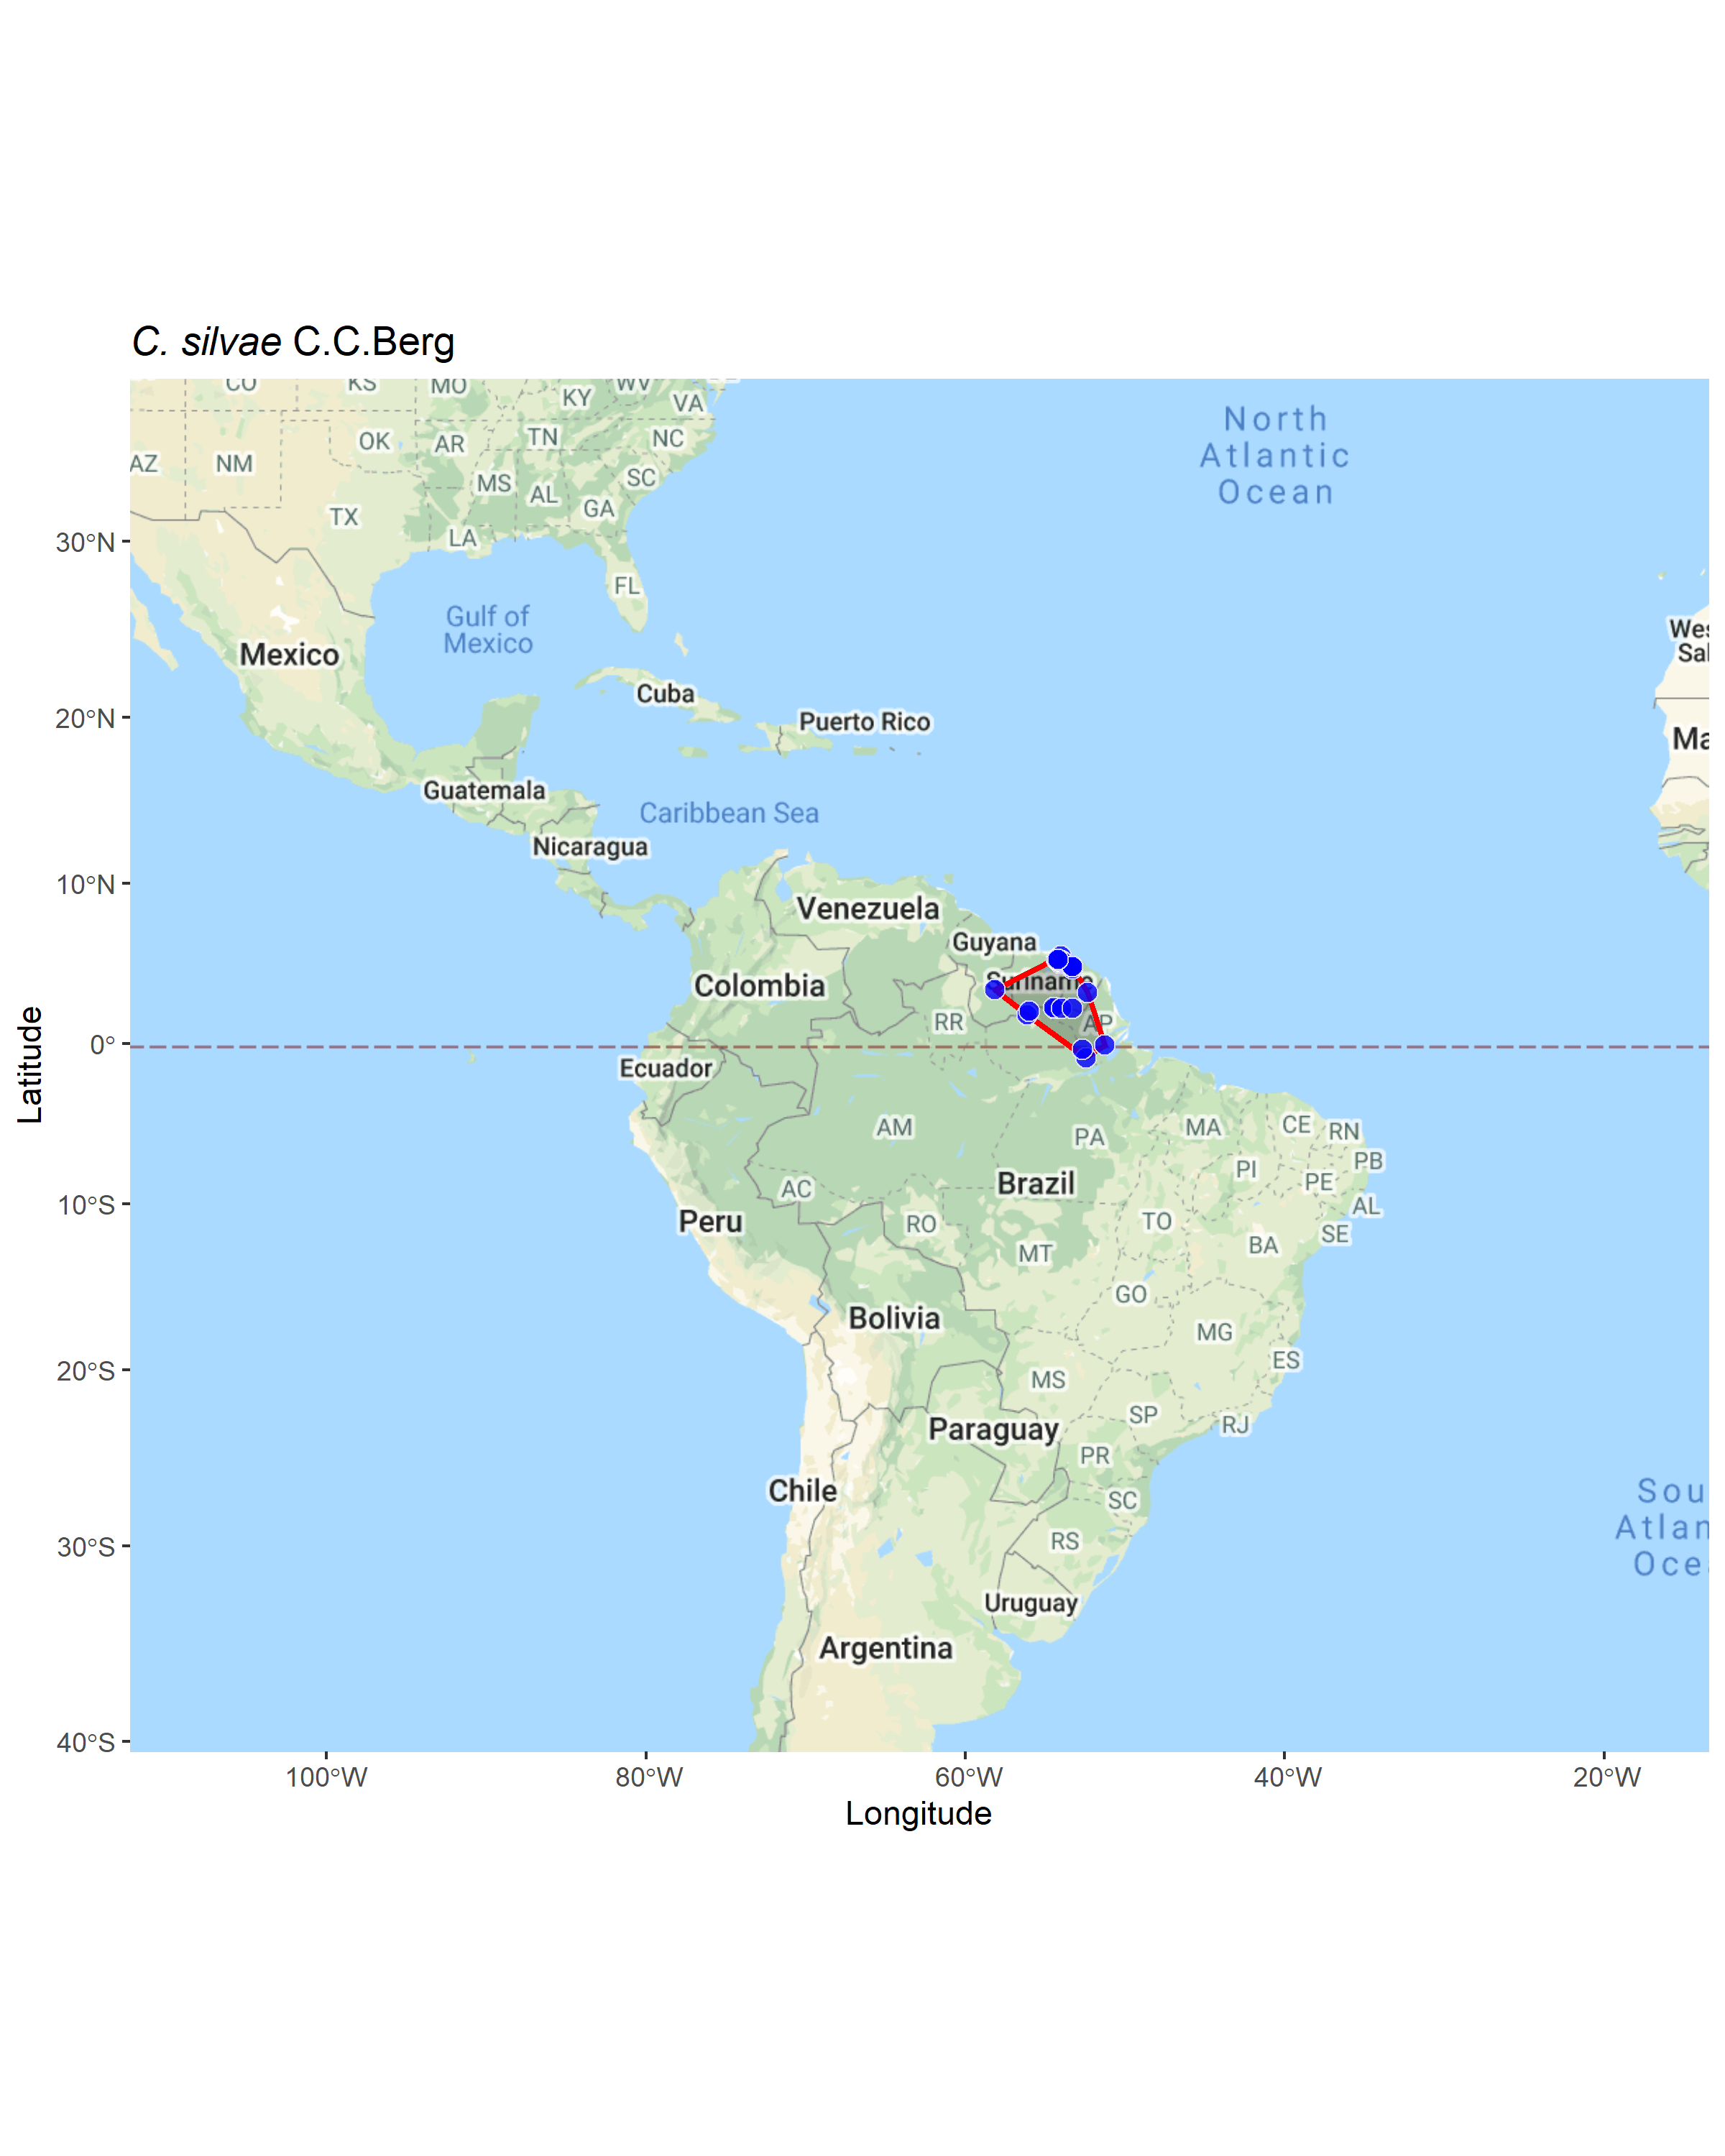 C. silvae C.C.Berg
CO
KS
MO
KY
WV
VA
AZ
NM
OK
AR
TN
NC
MS
AL
SC
GA
TX
LA
FL
North
Atlantic
Ocean
Gulf of
Mexico
Mexico
Cuba
Puerto Rico
Guatemala
Caribbean Sea
Nicaragua
Wes
Sal
Ma
Venezuela
Guyana
Suriname
Colombia
RR
AP
Ecuador
AM
PA
MA
CE
RN
PB
PI
PE
AL
SE
AC
Brazil
Peru
RO
TO
BA
MT
GO
Bolivia
MG
ES
MS
SP
RJ
Paraguay
PR
Chile
SC
RS
Uruguay
Argentina
Sou
Atlan
Ocea
30°N
20°N
10°N
0°
10°S
20°S
30°S
40°S
Latitude
100°W
80°W
60°W
40°W
20°W
Longitude